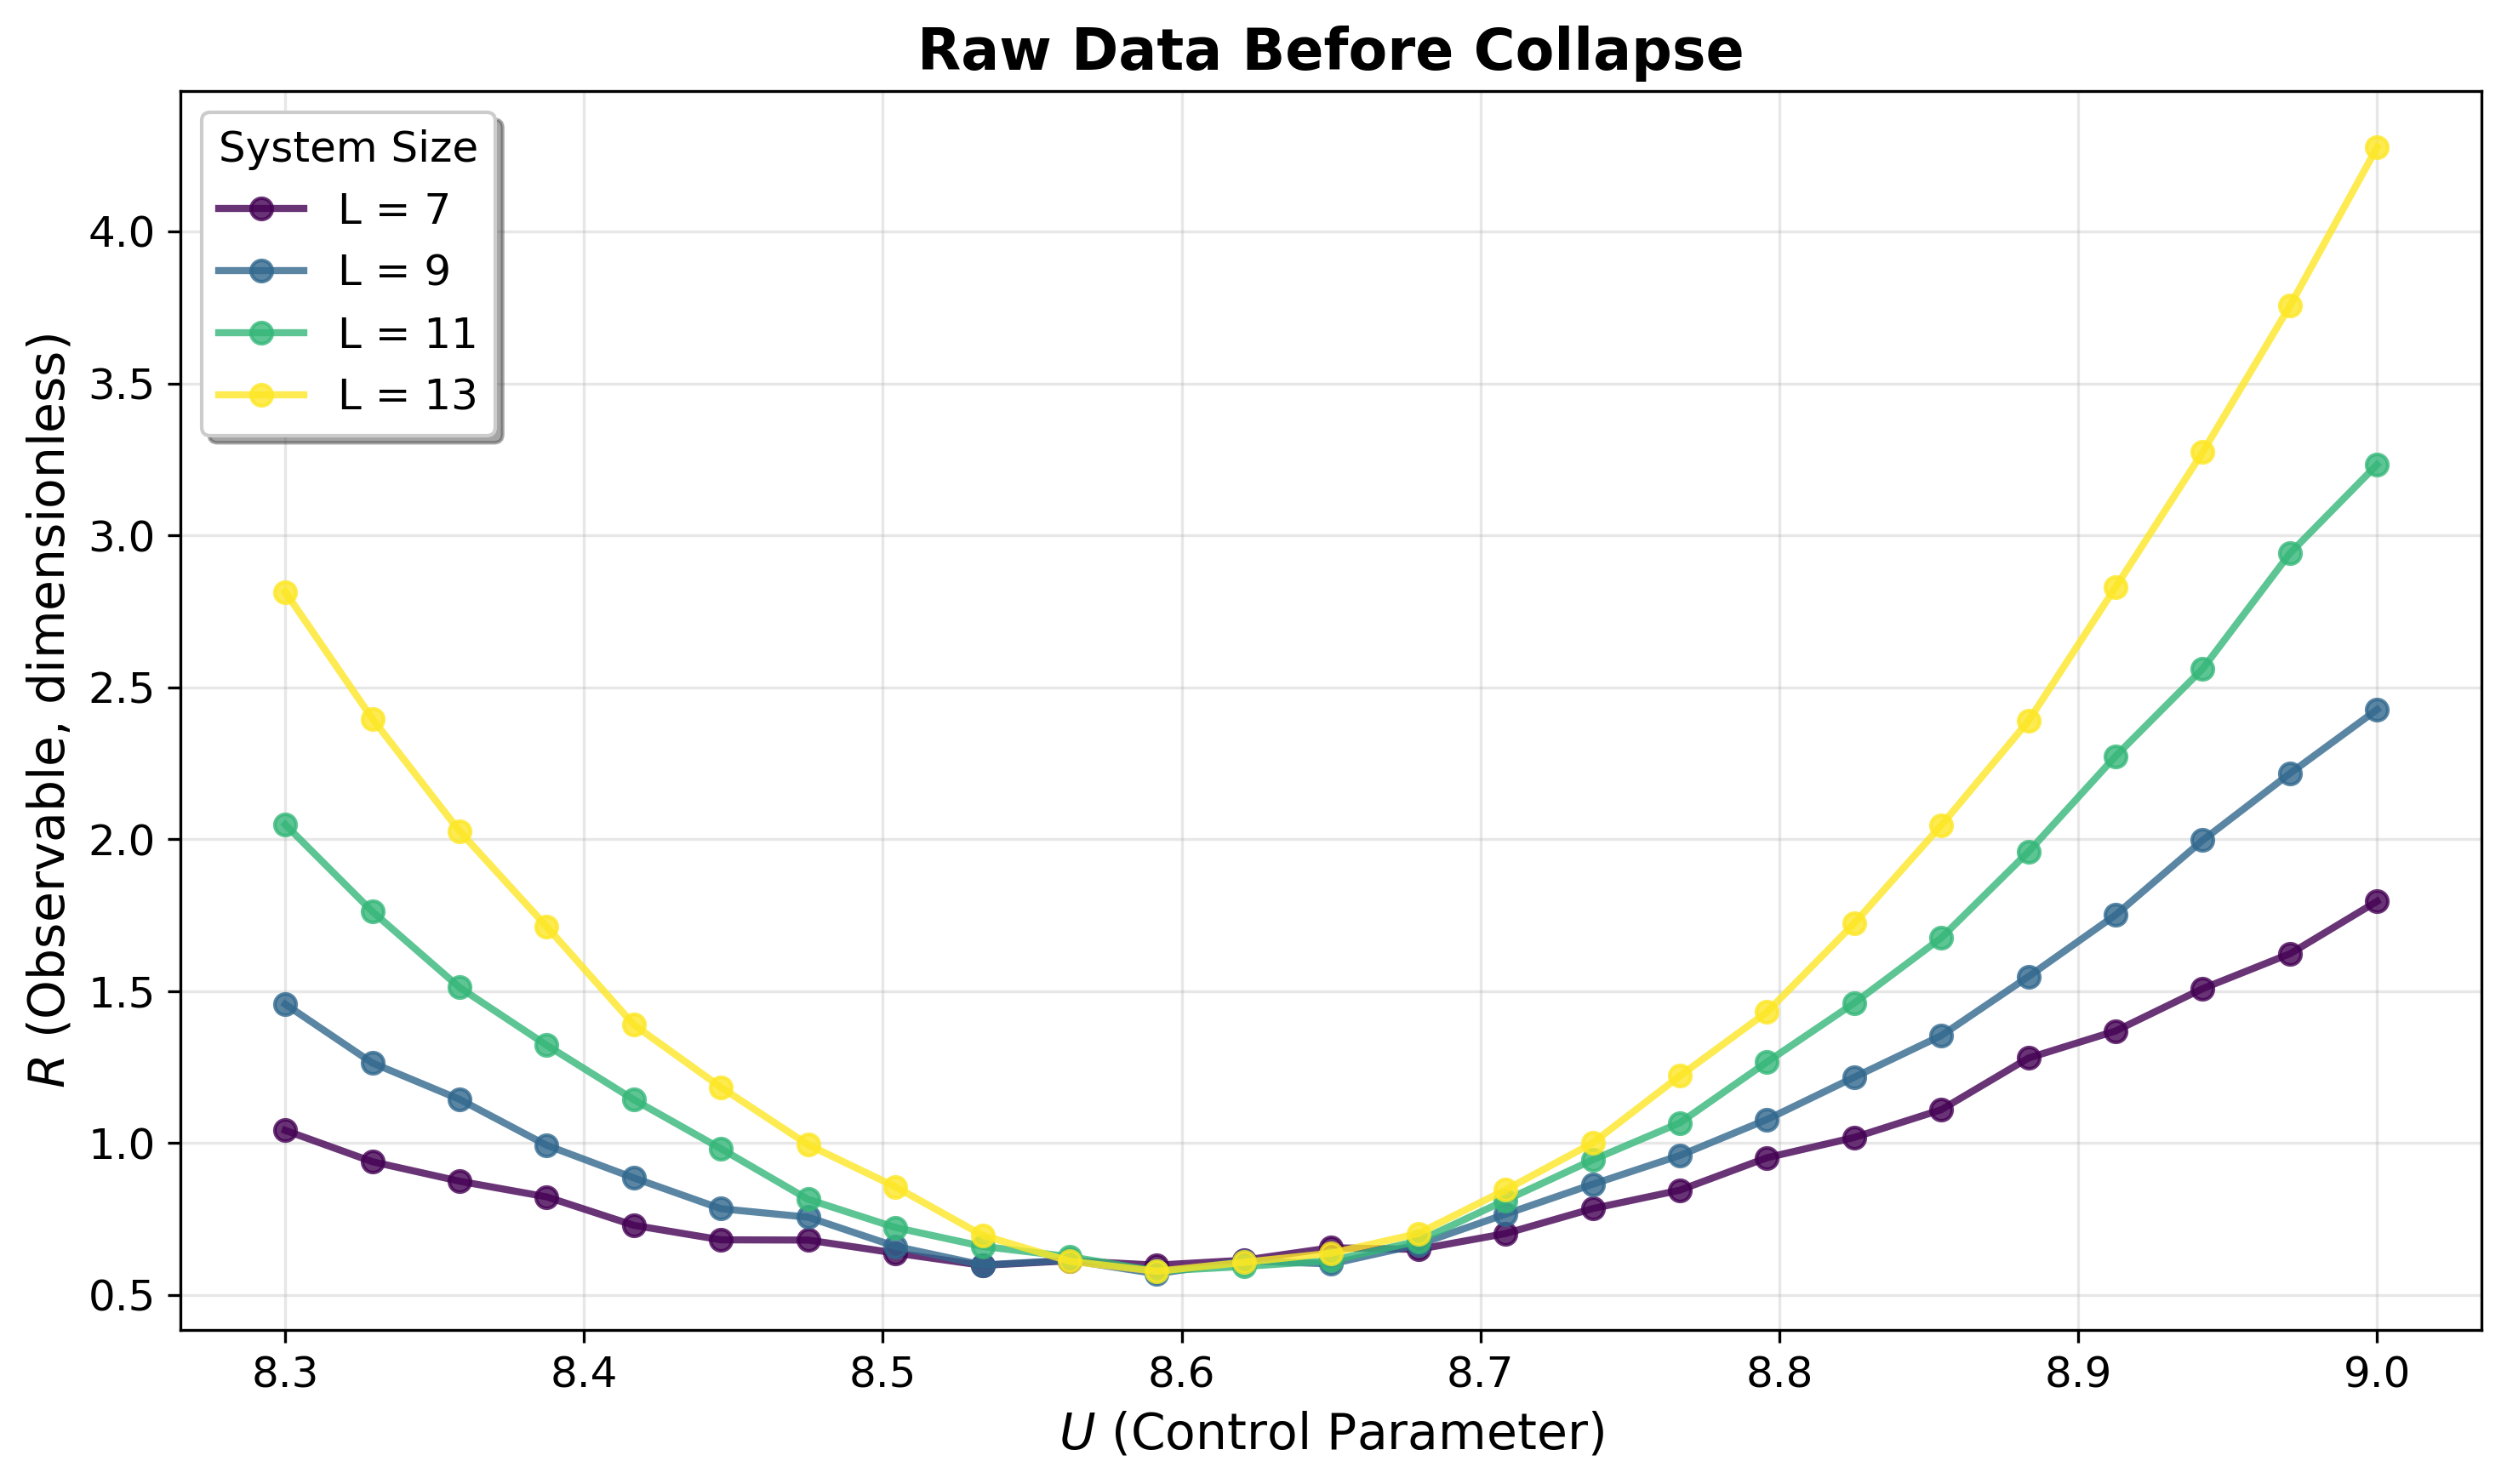 Raw Data Before Collapse
System Size
L = 7
L = 9
L = 11
L = 13
R (Observable, dimensionless)
4.0
3.5
3.0
2.5
2.0
1.5
1.0
0.5
8.3 8.4 8.5 8.6 8.7 8.8 8.9 9.0
U (Control Parameter)